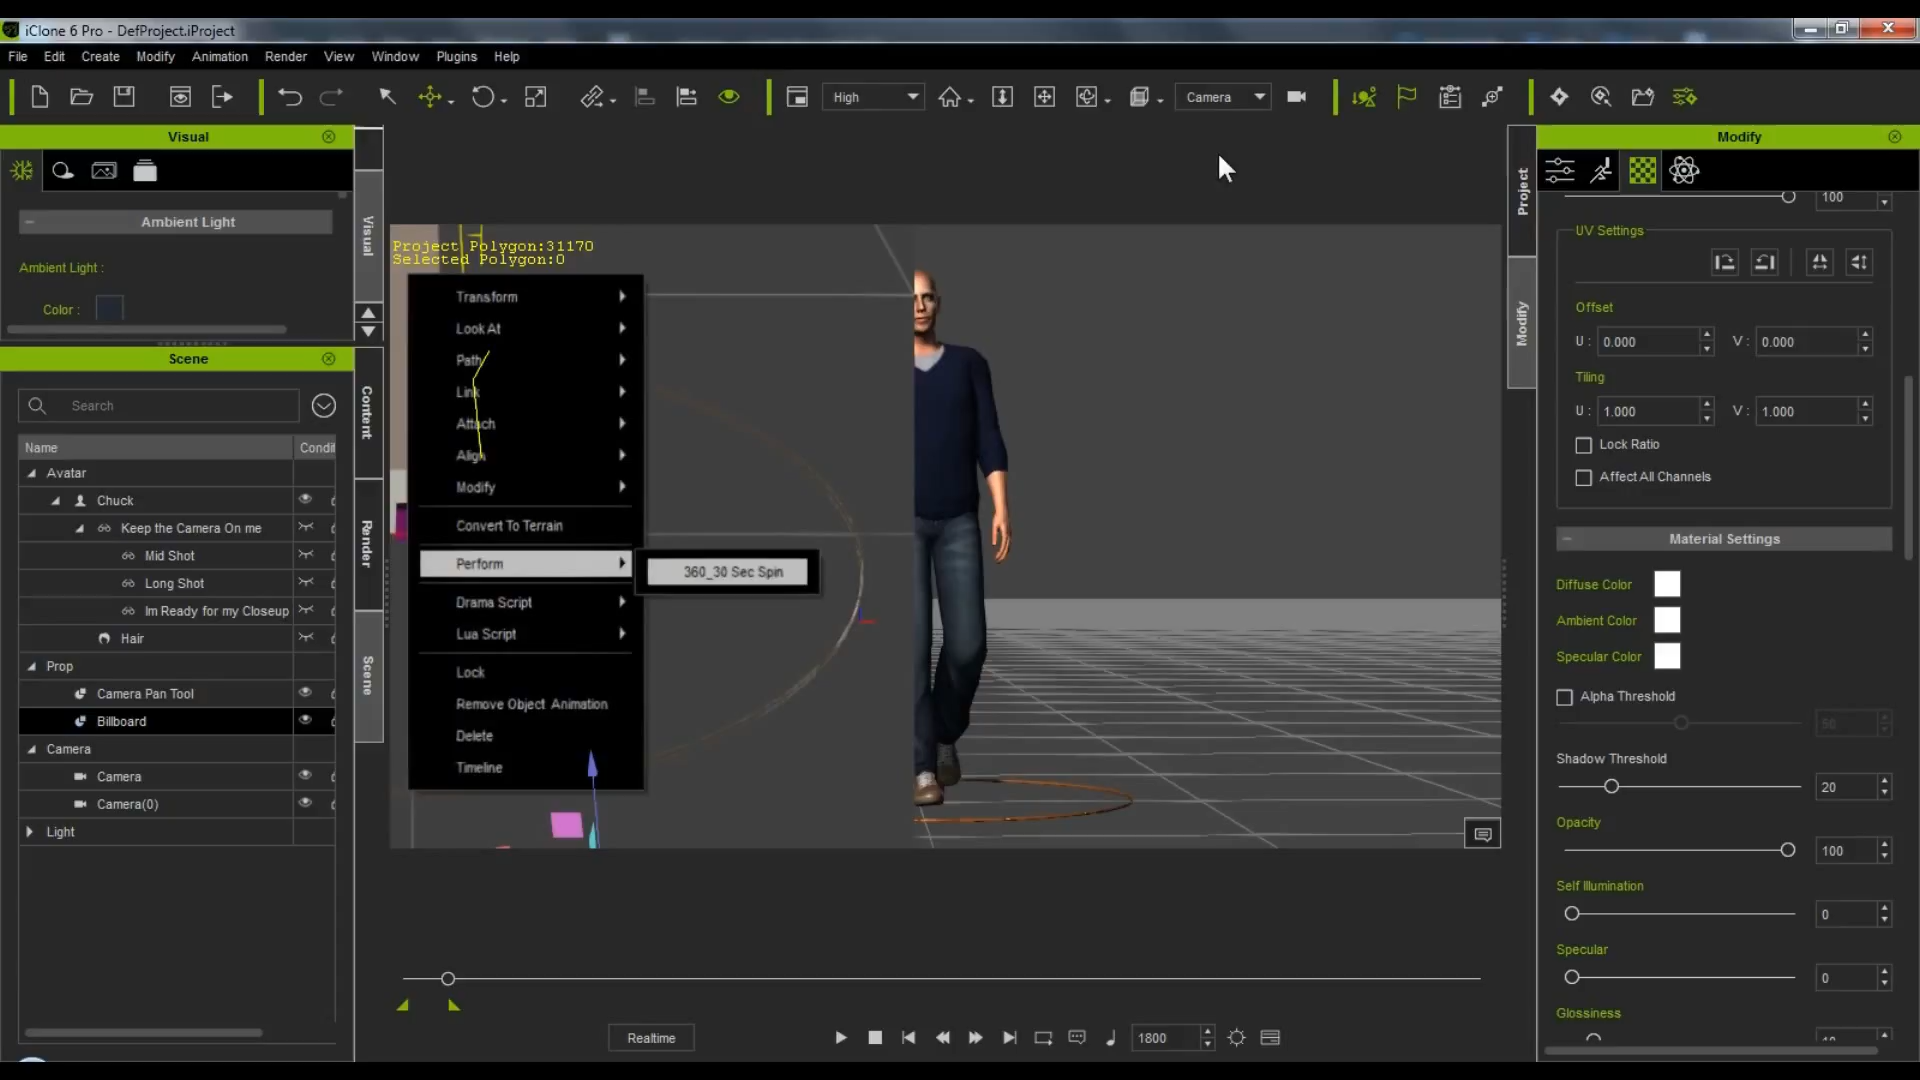 iClone 6 Pro - DefProject.iProject
File Edit Create Modify Animation Render View Window Plugins Help
High Camera
Visual
Ambient Light
Ambient Light :
Color :
Visual
Content
Render
Scene
Scene
Search
Name Condit
Avatar
Chuck
Keep the Camera On me
Mid Shot
Long Shot
Im Ready for my Closeup
Hair
Prop
Camera Pan Tool
Billboard
Camera
Camera
Camera(0)
Light
Project Polygon:31170
Selected Polygon:0
Transform
Look At
Path
Link
Attach
Align
Modify
Convert To Terrain
Perform
360_30 Sec Spin
Drama Script
Lua Script
Lock
Remove Object Animation
Delete
Timeline
Realtime
1800
Project
Modify
Modify
100
UV Settings
Offset
U : 0.000 V : 0.000
Tiling
U : 1.000 V : 1.000
Lock Ratio
Affect All Channels
Material Settings
Diffuse Color
Ambient Color
Specular Color
Alpha Threshold
50
Shadow Threshold
20
Opacity
100
Self Illumination
0
Specular
0
Glossiness